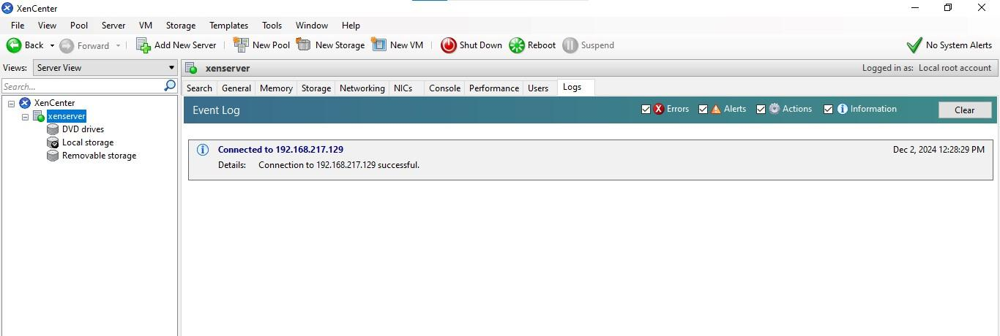 XenCenter
File View Pool Server VM Storage Templates Tools Window Help
Back Forward Add New Server New Pool New Storage New VM Shut Down Reboot Suspend No System Alerts
Views: Server View xenserver Logged in as: Local root account
Search...
Search General Memory Storage Networking NICs Console Performance Users Logs
XenCenter
xenserver
DVD drives
Local storage
Removable storage
Event Log Errors Alerts Actions Information Clear
Connected to 192.168.217.129 Dec 2, 2024 12:28:29 PM
Details: Connection to 192.168.217.129 successful.